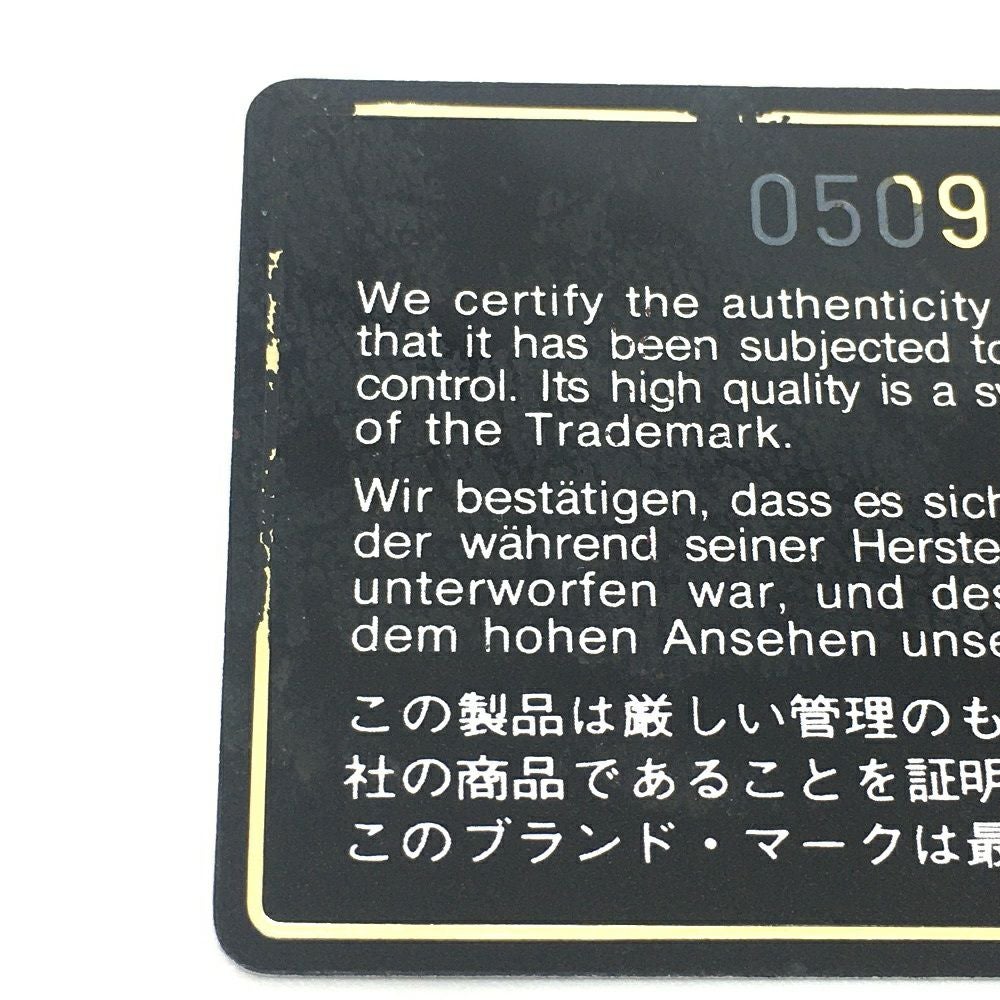 0509
We certify the authenticity
that it has been subjected to
control. Its high quality is a
of the Trademark.
Wir bestätigen, dass es sich
der während seiner
unterworfen war, und
dem hohen Ansehen
この製品は厳しい管理のも
社の商品であることを証明
このブランド・マークは最